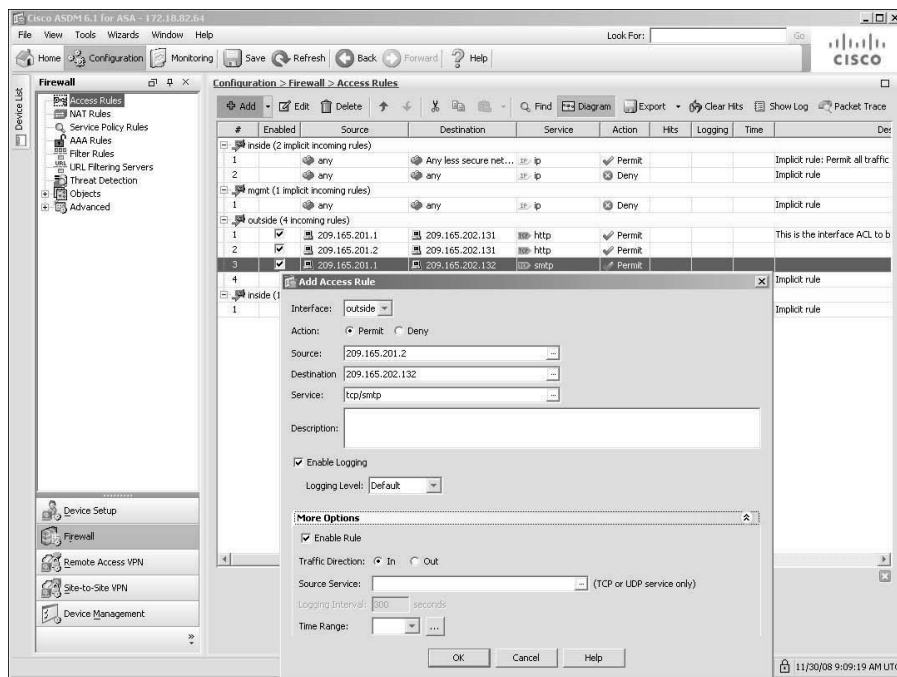 Cisco ASDM 6.1 for ASA - 172.18.82.64
File View Tools Wizards Window Help Look For: Go
Home Configuration Monitoring Save Refresh Back Forward Help
CISCO
Device List
Firewall
Access Rules
NAT Rules
Service Policy Rules
AAA Rules
Filter Rules
URL Filtering Servers
Threat Detection
Objects
Advanced
Device Setup
Firewall
Remote Access VPN
Site-to-Site VPN
Device Management
Configuration > Firewall > Access Rules
Add Edit Delete Find Diagram Export Clear Hits Show Log Packet Trace
# Enabled Source Destination Service Action Hits Logging Time Des
inside (2 implicit incoming rules)
1 any Any less secure net... ip Permit Implicit rule: Permit all traffic
2 any any ip Deny Implicit rule
mgmt (1 implicit incoming rules)
1 any any ip Deny Implicit rule
outside (4 incoming rules)
1 209.165.201.1 209.165.202.131 http Permit This is the interface ACL to b
2 209.165.201.2 209.165.202.131 http Permit
3 209.165.201.1 209.165.202.132 smtp Permit
4 Implicit rule
inside (1
1 Implicit rule
Add Access Rule
Interface: outside
Action: Permit Deny
Source: 209.165.201.2
Destination 209.165.202.132
Service: tcp/smtp
Description:
Enable Logging
Logging Level: Default
More Options
Enable Rule
Traffic Direction: In Out
Source Service: (TCP or UDP service only)
Logging Interval: 300 seconds
Time Range:
OK Cancel Help
11/30/08 9:09:19 AM UTC